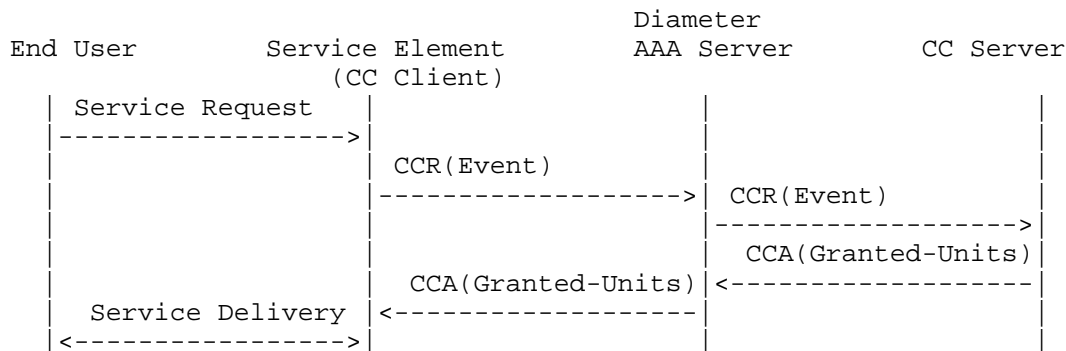 Diameter
End User Service Element AAA Server CC Server
(CC Client)
Service Request
CCR(Event)
CCR(Event)
CCA(Granted-Units)
CCA(Granted-Units)
Service Delivery